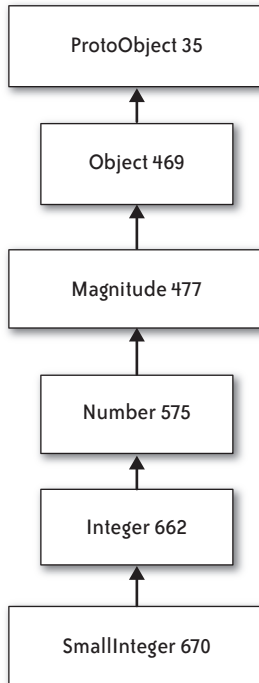 ProtoObject 35
Object 469
Magnitude 477
Number 575
Integer 662
SmallInteger 670